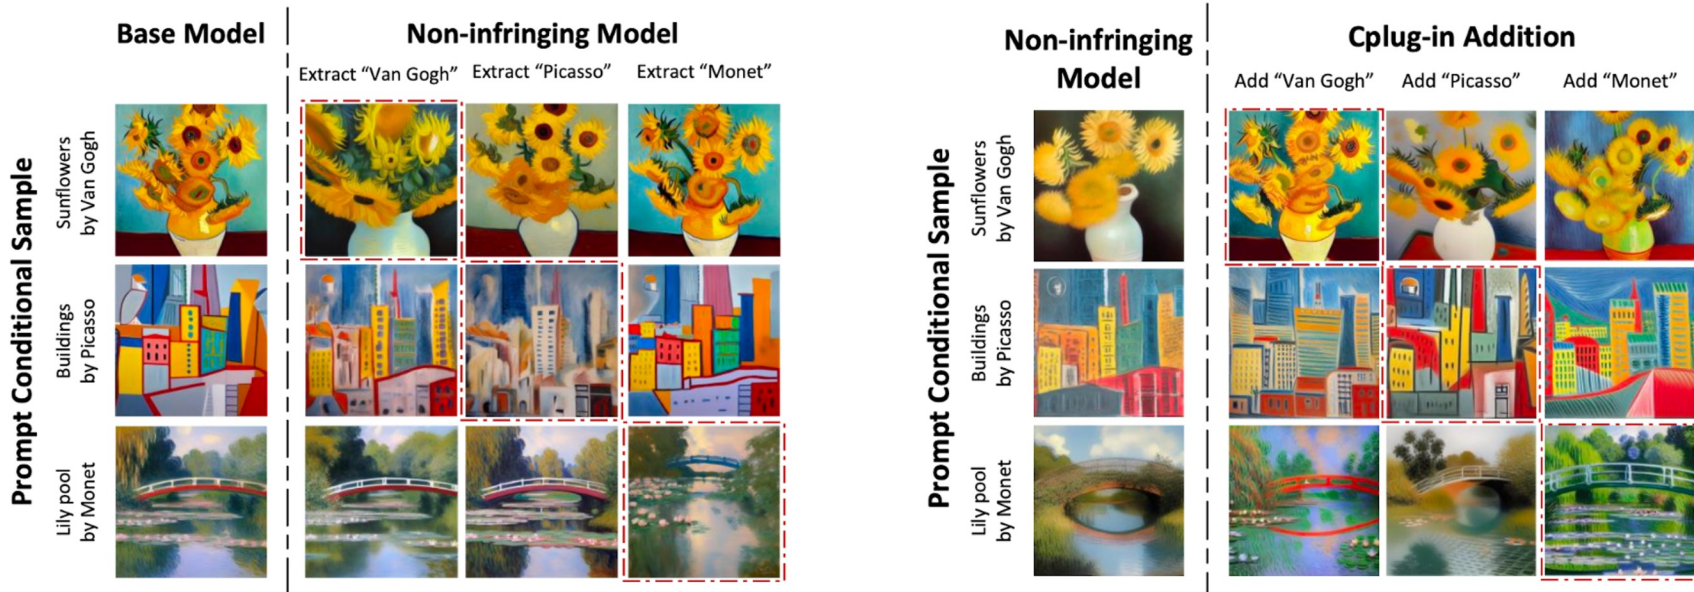 Base Model
Non-infringing Model
Extract “Van Gogh”
Extract “Picasso”
Extract “Monet”
Prompt Conditional Sample
Sunflowers
by Van Gogh
Buildings
by Picasso
Lily pool
by Monet
Non-infringing
Model
Cplug-in Addition
Add “Van Gogh”
Add “Picasso”
Add “Monet”
Prompt Conditional Sample
Sunflowers
by Van Gogh
Buildings
by Picasso
Lily pool
by Monet